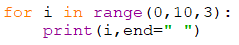 for i in range(0,10,3):
    print(i,end=" ")